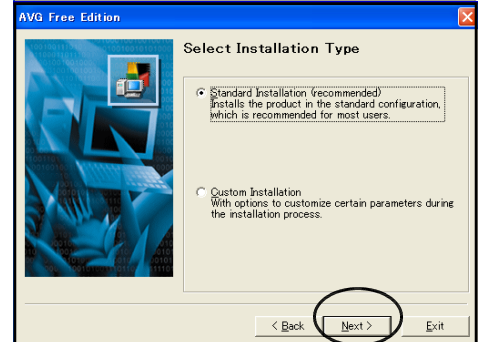 AVG Free Edition
Select Installation Type
Standard Installation (recommended)
Installs the product in the standard configuration,
which is recommended for most users.
Custom Installation
With options to customize certain parameters during
the installation process.
< Back
Next >
Exit